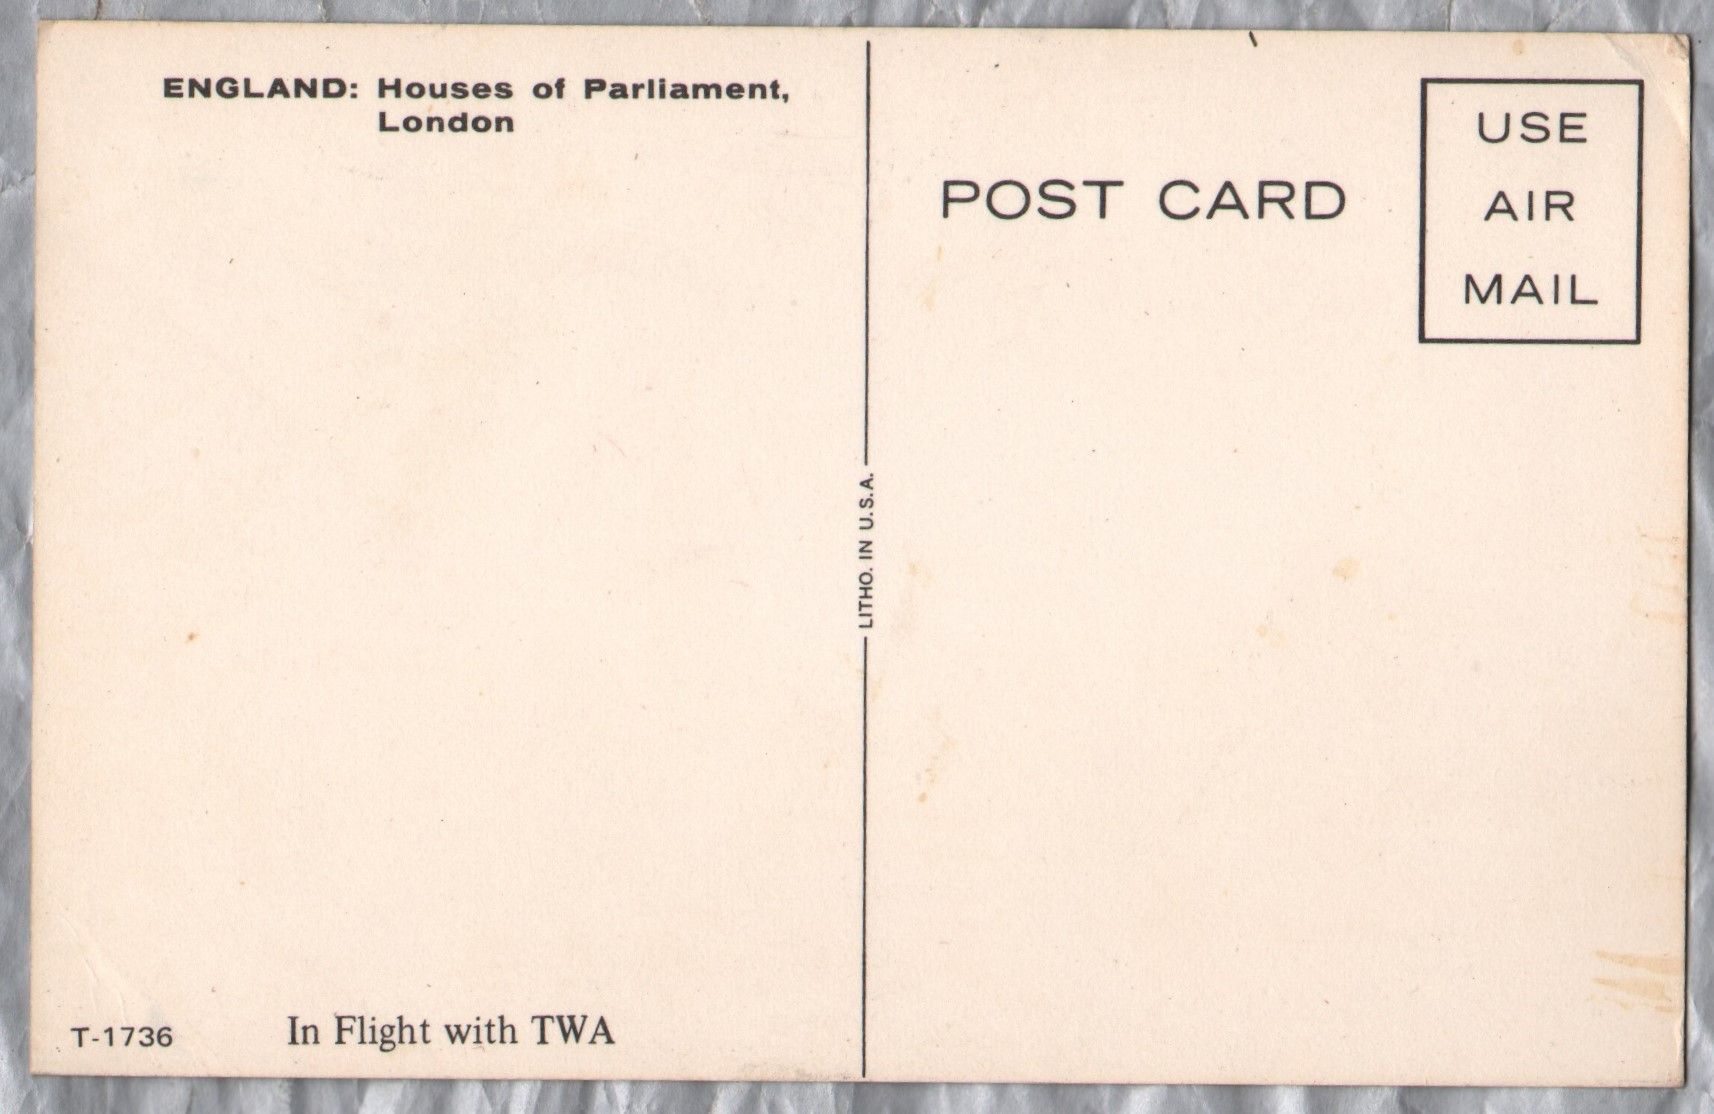 ENGLAND: Houses of Parliament,
London
POST CARD
USE
AIR
MAIL
LITHO. IN U.S.A.
T-1736
In Flight with TWA